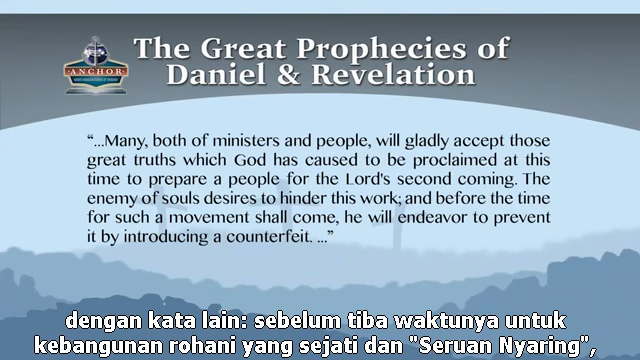 The Great Prophecies of
Daniel & Revelation
ANCHOR
“...Many, both of ministers and people, will gladly accept those
great truths which God has caused to be proclaimed at this
time to prepare a people for the Lord's second coming. The
enemy of souls desires to hinder this work; and before the time
for such a movement shall come, he will endeavor to prevent
it by introducing a counterfeit. ...”
dengan kata lain: sebelum tiba waktunya untuk
kebangunan rohani yang sejati dan "Seruan Nyaring",